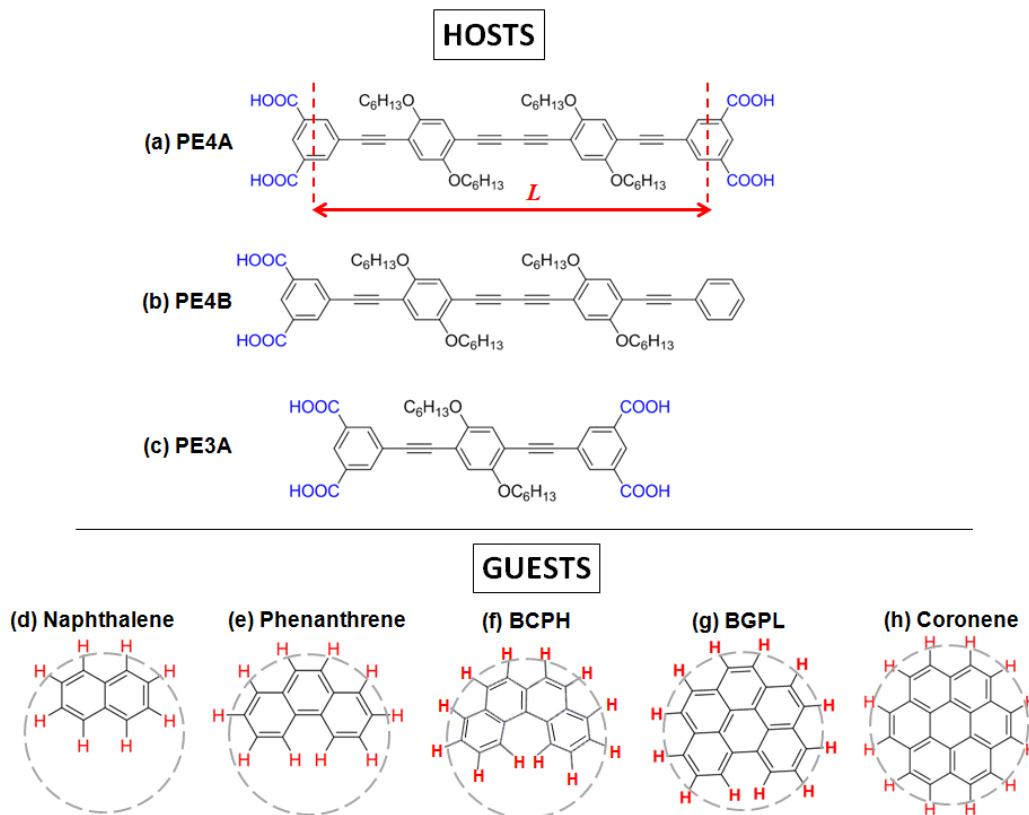 HOSTS
HOOC C6H13O C6H13O COOH
(a) PE4A
HOOC OC6H13 OC6H13 COOH
L
HOOC C6H13O C6H13O
(b) PE4B
HOOC OC6H13 OC6H13
HOOC C6H13O COOH
(c) PE3A
HOOC OC6H13 COOH
GUESTS
(d) Naphthalene (e) Phenanthrene (f) BCPH (g) BGPL (h) Coronene
H H H H H H H H H H
H H H H H H H H H H
H H H H H H H H H H
H H H H H H H H H H
H H H H H H